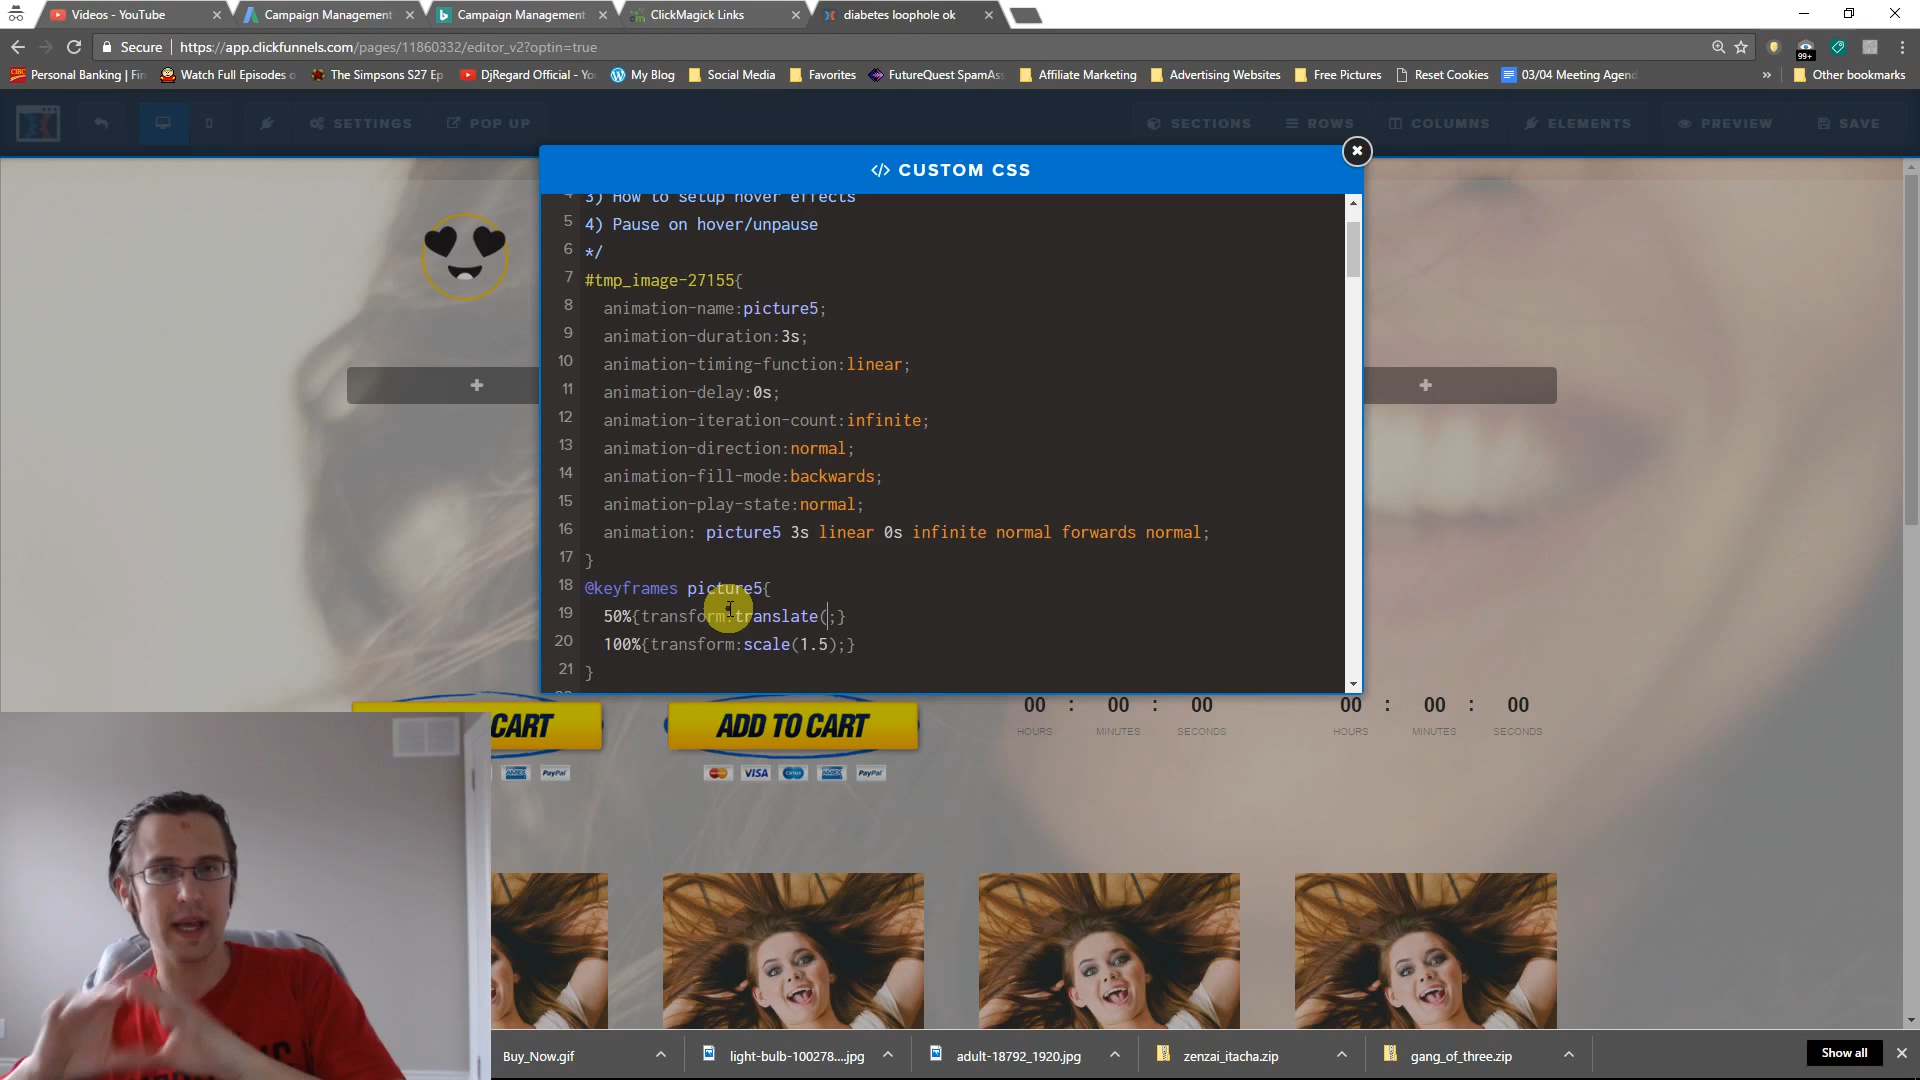 Videos - YouTube
Campaign Management
Campaign Management
ClickMagick Links
diabetes loophole ok
Secure
https://app.clickfunnels.com/pages/11860332/editor_v2?optin=true
99+
CIBC Personal Banking | Fin
Watch Full Episodes o
The Simpsons S27 Ep
DjRegard Official - Yo
My Blog
Social Media
Favorites
FutureQuest SpamAss
Affiliate Marketing
Advertising Websites
Free Pictures
Reset Cookies
03/04 Meeting Agend
»
Other bookmarks
SETTINGS
POP UP
SECTIONS
ROWS
COLUMNS
ELEMENTS
PREVIEW
SAVE
</> CUSTOM CSS
4 3) How to setup hover effects
5 4) Pause on hover/unpause
6 */
7 #tmp_image-27155{
8 animation-name:picture5;
9 animation-duration:3s;
10 animation-timing-function:linear;
11 animation-delay:0s;
12 animation-iteration-count:infinite;
13 animation-direction:normal;
14 animation-fill-mode:backwards;
15 animation-play-state:normal;
16 animation: picture5 3s linear 0s infinite normal forwards normal;
17 }
18 @keyframes picture5{
19 50%{transform:translate(;}
20 100%{transform:scale(1.5);}
21 }
CART
ADD TO CART
00 : 00 : 00
HOURS MINUTES SECONDS
00 : 00 : 00
HOURS MINUTES SECONDS
AMEX PayPal
VISA Cirrus AMEX PayPal
Buy_Now.gif
light-bulb-100278....jpg
adult-18792_1920.jpg
zenzai_itacha.zip
gang_of_three.zip
Show all